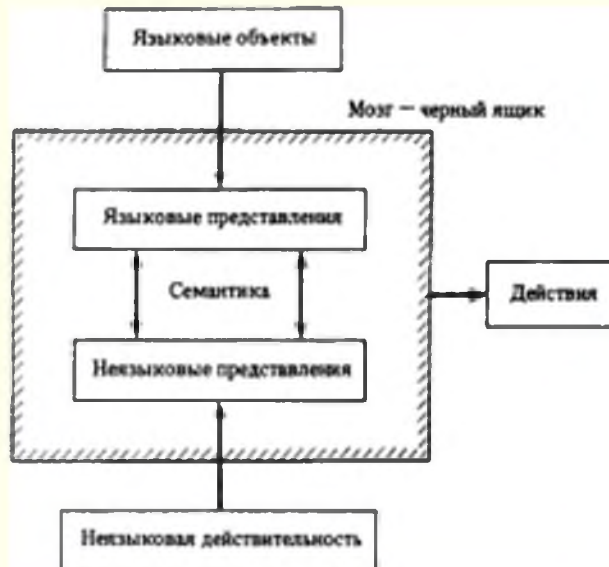 Языковые объекты
Мозг — черный ящик
Языковые представления
Семантика
Действия
Неязыковые представления
Неязыковая действительность